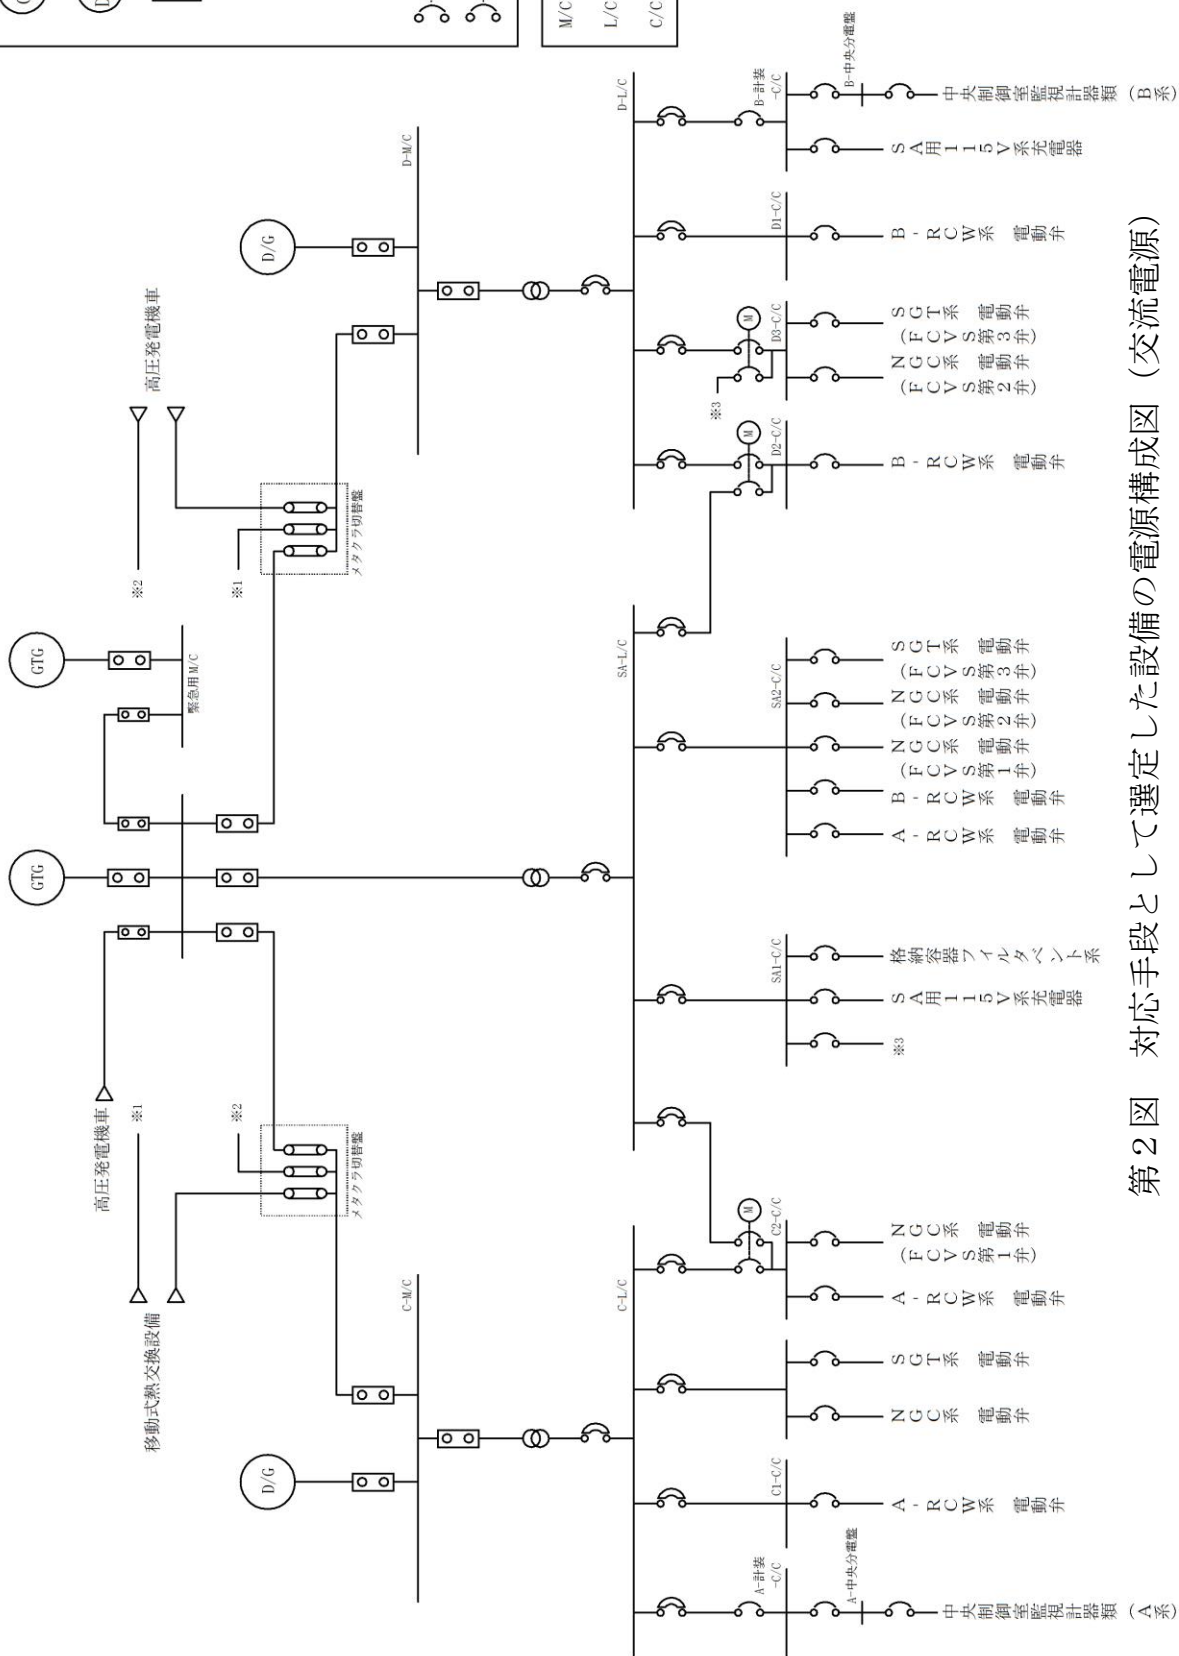 M/C
L/C
C/C
GTG
GTG
緊急用M/C
高圧発電機車
※1
※2
高圧発電機車
※2
※1
移動式熱交換設備
メタクラ切替盤
メタクラ切替盤
D/G
D/G
C-M/C
D-M/C
C-L/C
SA-L/C
D-L/C
A-計装
-C/C
C1-C/C
C2-C/C
M
SA1-C/C
SA2-C/C
D2-C/C
M
※3
D3-C/C
M
D1-C/C
B-計装
-C/C
A-中央分電盤
B-中央分電盤
中央制御室監視計器類(A系)
A-RCW系 電動弁
NGC系 電動弁
SGT系 電動弁
A-RCW系 電動弁
NGC系 電動弁
(FCVS第1弁)
※3
SA用115V系充電器
格納容器フィルタベント系
A-RCW系 電動弁
B-RCW系 電動弁
NGC系 電動弁
(FCVS第1弁)
NGC系 電動弁
(FCVS第2弁)
SGT系 電動弁
(FCVS第3弁)
B-RCW系 電動弁
NGC系 電動弁
(FCVS第2弁)
SGT系 電動弁
(FCVS第3弁)
B-RCW系 電動弁
SA用115V系充電器
中央制御室監視計器類(B系)
第2図 対応手段として選定した設備の電源構成図(交流電源)